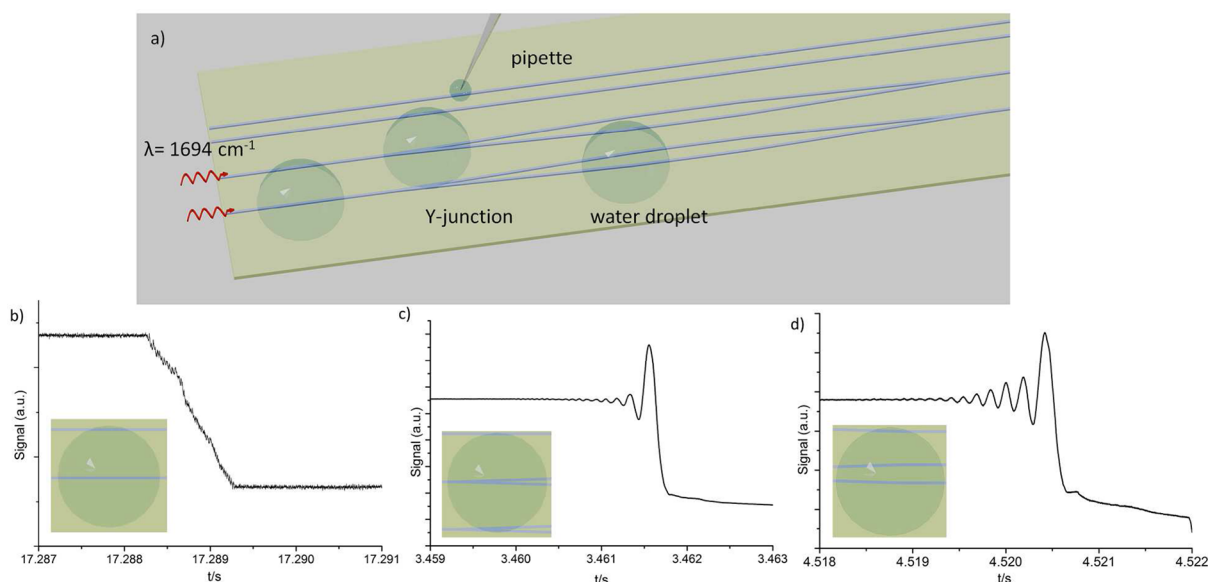 a)
pipette
λ= 1694 cm⁻¹
Y-junction
water droplet
b)
Signal (a.u.)
17.287 17.288 17.289 17.290 17.291
t/s
c)
Signal (a.u.)
3.459 3.460 3.461 3.462 3.463
t/s
d)
Signal (a.u.)
4.518 4.519 4.520 4.521 4.522
t/s